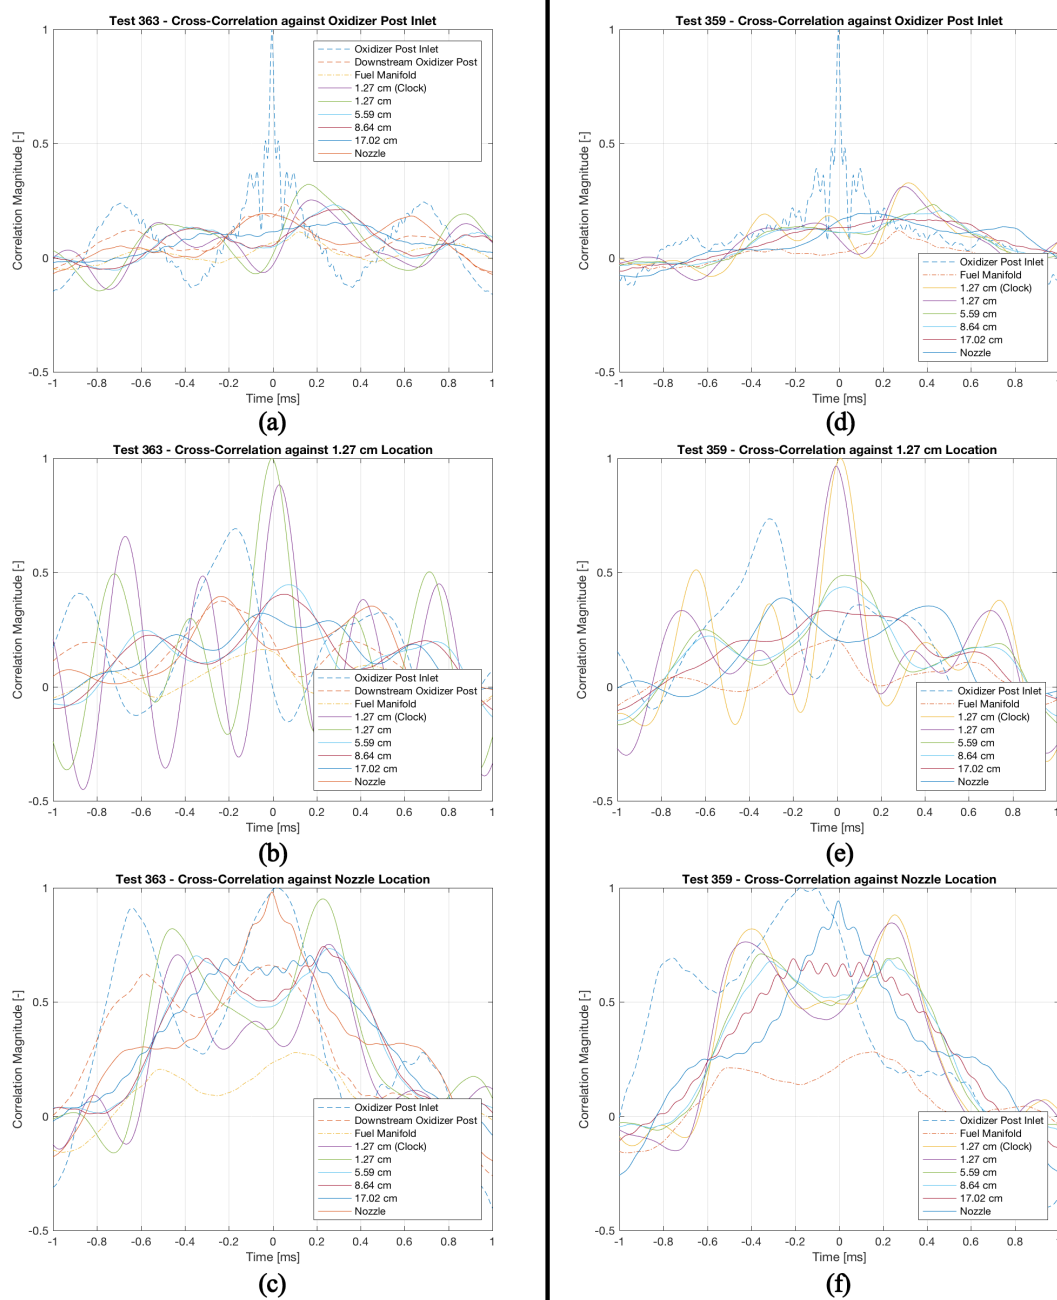 Test 363 - Cross-Correlation against Oxidizer Post Inlet
1
0.5
0
-0.5
Correlation Magnitude [-]
Oxidizer Post Inlet
Downstream Oxidizer Post
Fuel Manifold
1.27 cm (Clock)
1.27 cm
5.59 cm
8.64 cm
17.02 cm
Nozzle
-1 -0.8 -0.6 -0.4 -0.2 0 0.2 0.4 0.6 0.8 1
Time [ms]
(a)
Test 363 - Cross-Correlation against 1.27 cm Location
1
0.5
0
-0.5
Correlation Magnitude [-]
Oxidizer Post Inlet
Downstream Oxidizer Post
Fuel Manifold
1.27 cm (Clock)
1.27 cm
5.59 cm
8.64 cm
17.02 cm
Nozzle
-1 -0.8 -0.6 -0.4 -0.2 0 0.2 0.4 0.6 0.8 1
Time [ms]
(b)
Test 363 - Cross-Correlation against Nozzle Location
1
0.5
0
-0.5
Correlation Magnitude [-]
Oxidizer Post Inlet
Downstream Oxidizer Post
Fuel Manifold
1.27 cm (Clock)
1.27 cm
5.59 cm
8.64 cm
17.02 cm
Nozzle
-1 -0.8 -0.6 -0.4 -0.2 0 0.2 0.4 0.6 0.8 1
Time [ms]
(c)
Test 359 - Cross-Correlation against Oxidizer Post Inlet
1
0.5
0
-0.5
Correlation Magnitude [-]
Oxidizer Post Inlet
Fuel Manifold
1.27 cm (Clock)
1.27 cm
5.59 cm
8.64 cm
17.02 cm
Nozzle
-1 -0.8 -0.6 -0.4 -0.2 0 0.2 0.4 0.6 0.8 1
Time [ms]
(d)
Test 359 - Cross-Correlation against 1.27 cm Location
1
0.5
0
-0.5
Correlation Magnitude [-]
Oxidizer Post Inlet
Fuel Manifold
1.27 cm (Clock)
1.27 cm
5.59 cm
8.64 cm
17.02 cm
Nozzle
-1 -0.8 -0.6 -0.4 -0.2 0 0.2 0.4 0.6 0.8 1
Time [ms]
(e)
Test 359 - Cross-Correlation against Nozzle Location
1
0.5
0
-0.5
Correlation Magnitude [-]
Oxidizer Post Inlet
Fuel Manifold
1.27 cm (Clock)
1.27 cm
5.59 cm
8.64 cm
17.02 cm
Nozzle
-1 -0.8 -0.6 -0.4 -0.2 0 0.2 0.4 0.6 0.8 1
Time [ms]
(f)